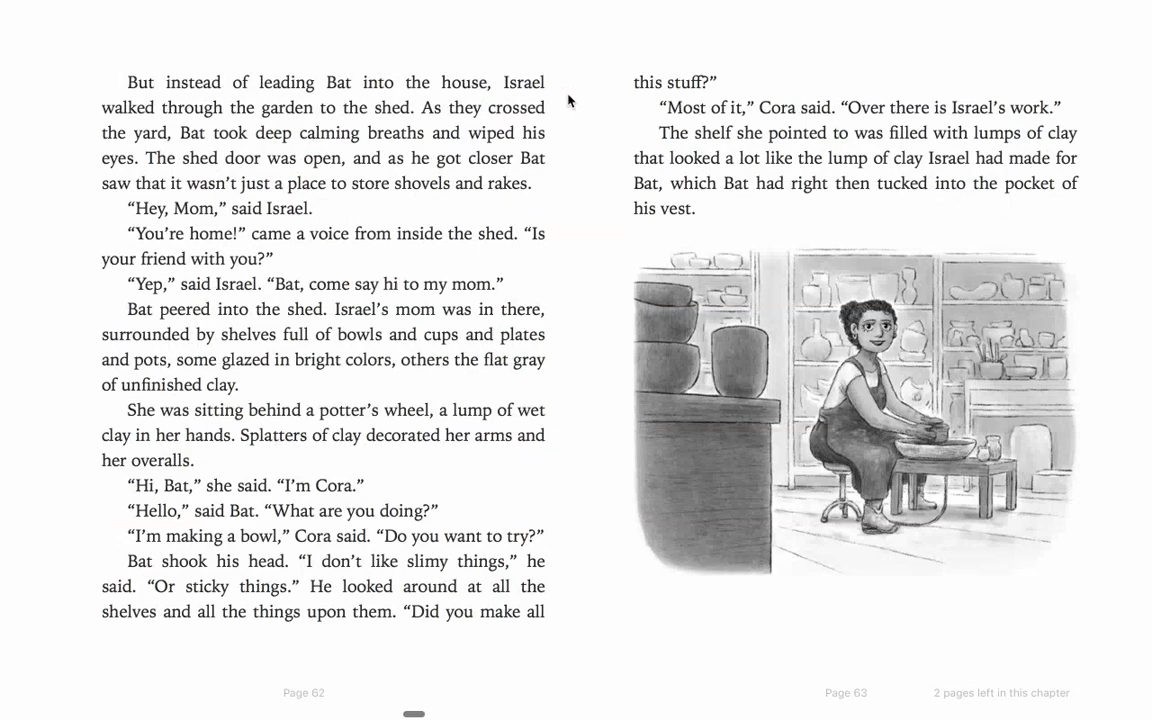 But instead of leading Bat into the house, Israel
walked through the garden to the shed. As they crossed
the yard, Bat took deep calming breaths and wiped his
eyes. The shed door was open, and as he got closer Bat
saw that it wasn’t just a place to store shovels and rakes.
“Hey, Mom,” said Israel.
“You’re home!” came a voice from inside the shed. “Is
your friend with you?”
“Yep,” said Israel. “Bat, come say hi to my mom.”
Bat peered into the shed. Israel’s mom was in there,
surrounded by shelves full of bowls and cups and plates
and pots, some glazed in bright colors, others the flat gray
of unfinished clay.
She was sitting behind a potter’s wheel, a lump of wet
clay in her hands. Splatters of clay decorated her arms and
her overalls.
“Hi, Bat,” she said. “I’m Cora.”
“Hello,” said Bat. “What are you doing?”
“I’m making a bowl,” Cora said. “Do you want to try?”
Bat shook his head. “I don’t like slimy things,” he
said. “Or sticky things.” He looked around at all the
shelves and all the things upon them. “Did you make all
this stuff?”
“Most of it,” Cora said. “Over there is Israel’s work.”
The shelf she pointed to was filled with lumps of clay
that looked a lot like the lump of clay Israel had made for
Bat, which Bat had right then tucked into the pocket of
his vest.
Page 62
Page 63
2 pages left in this chapter